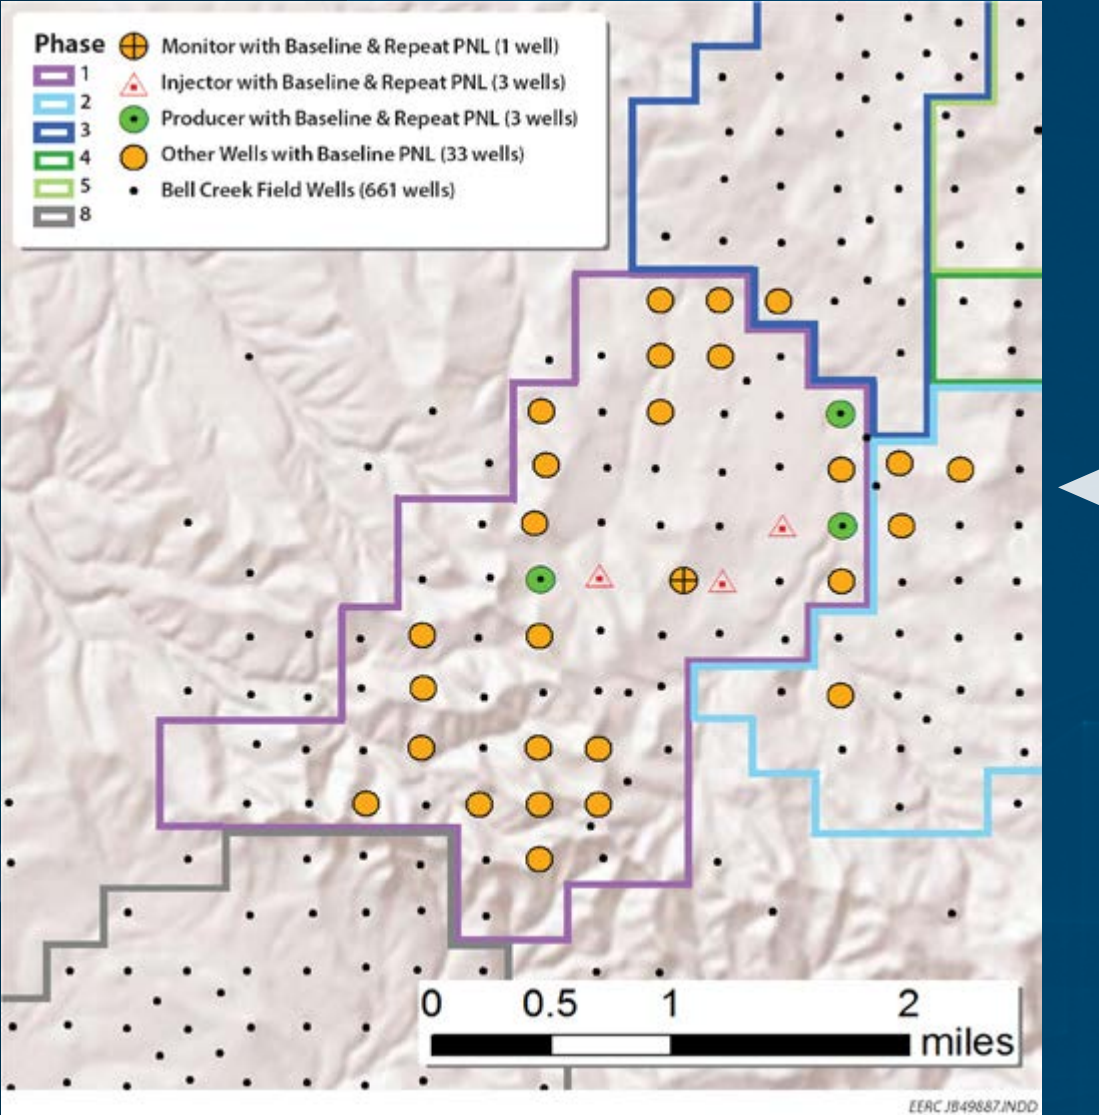 Phase
1
2
3
4
5
8
Monitor with Baseline & Repeat PNL (1 well)
Injector with Baseline & Repeat PNL (3 wells)
Producer with Baseline & Repeat PNL (3 wells)
Other Wells with Baseline PNL (33 wells)
Bell Creek Field Wells (661 wells)
0 0.5 1 2
miles
EERC JB49887.INDD